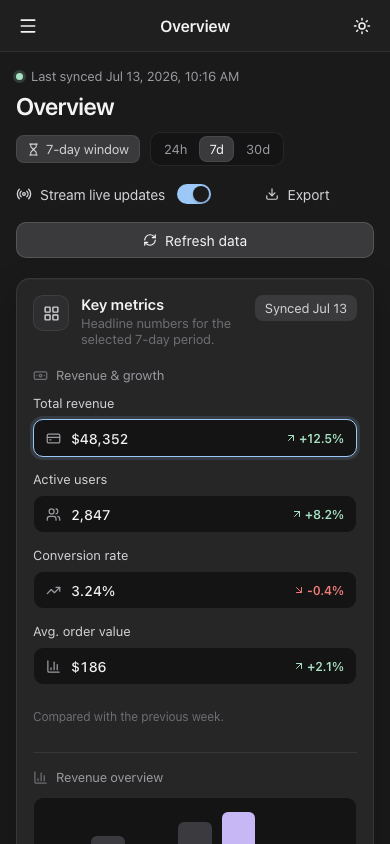 Overview
Last synced Jul 13, 2026, 10:16 AM
Overview
7-day window
24h
7d
30d
Stream live updates
Export
Refresh data
Key metrics
Synced Jul 13
Headline numbers for the
selected 7-day period.
Revenue & growth
Total revenue
$48,352
+12.5%
Active users
2,847
+8.2%
Conversion rate
3.24%
-0.4%
Avg. order value
$186
+2.1%
Compared with the previous week.
Revenue overview